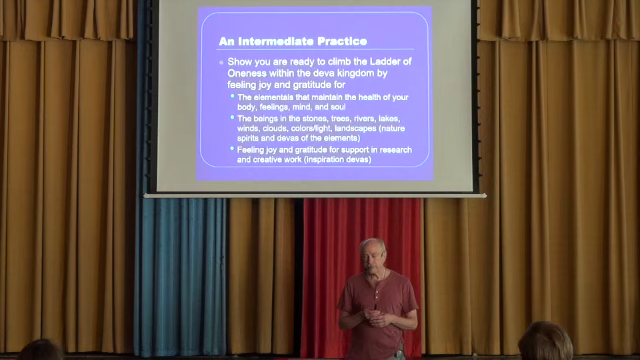 An Intermediate Practice
Show you are ready to climb the Ladder of
Oneness within the deva kingdom by
feeling joy and gratitude for
The elementals that maintain the health of your
body, feelings, mind, and soul
The beings in the stones, trees, rivers, lakes,
winds, clouds, colors/light, landscapes (nature
spirits and devas of the elements)
Feeling joy and gratitude for support in research
and creative work (inspiration devas)